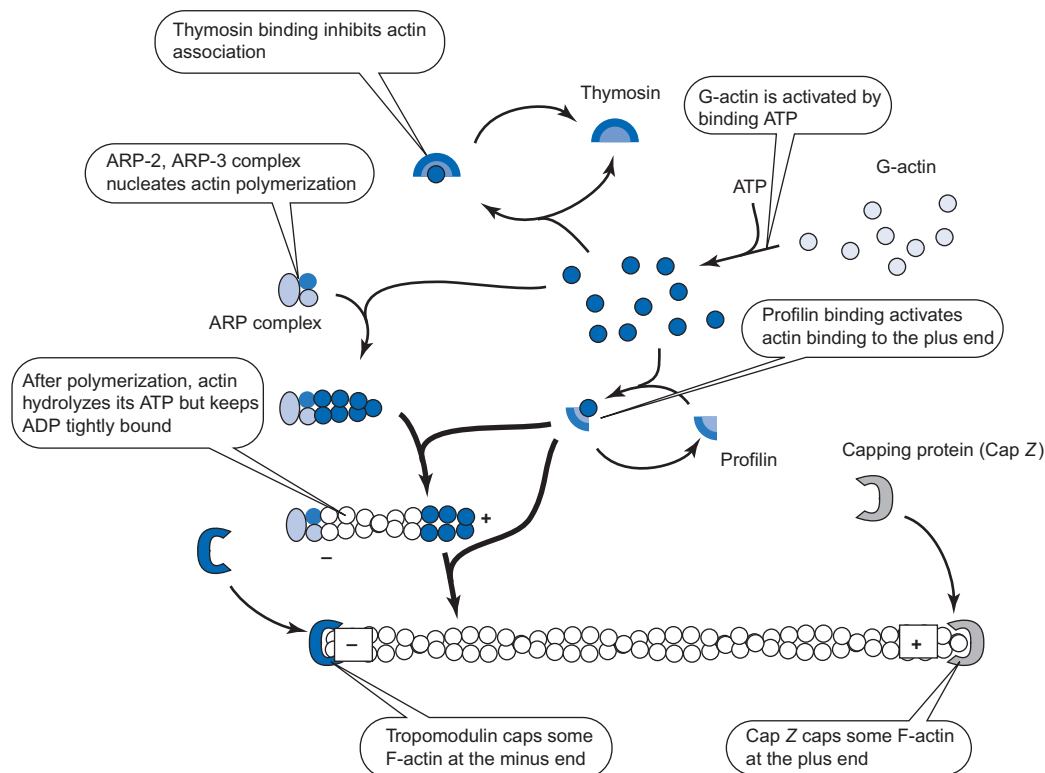 Thymosin binding inhibits actin
association
Thymosin
G-actin is activated by
binding ATP
ARP-2, ARP-3 complex
nucleates actin polymerization
ATP
G-actin
ARP complex
Profilin binding activates
actin binding to the plus end
After polymerization, actin
hydrolyzes its ATP but keeps
ADP tightly bound
Profilin
Capping protein (Cap Z)
+
–
–
+
Tropomodulin caps some
F-actin at the minus end
Cap Z caps some F-actin
at the plus end